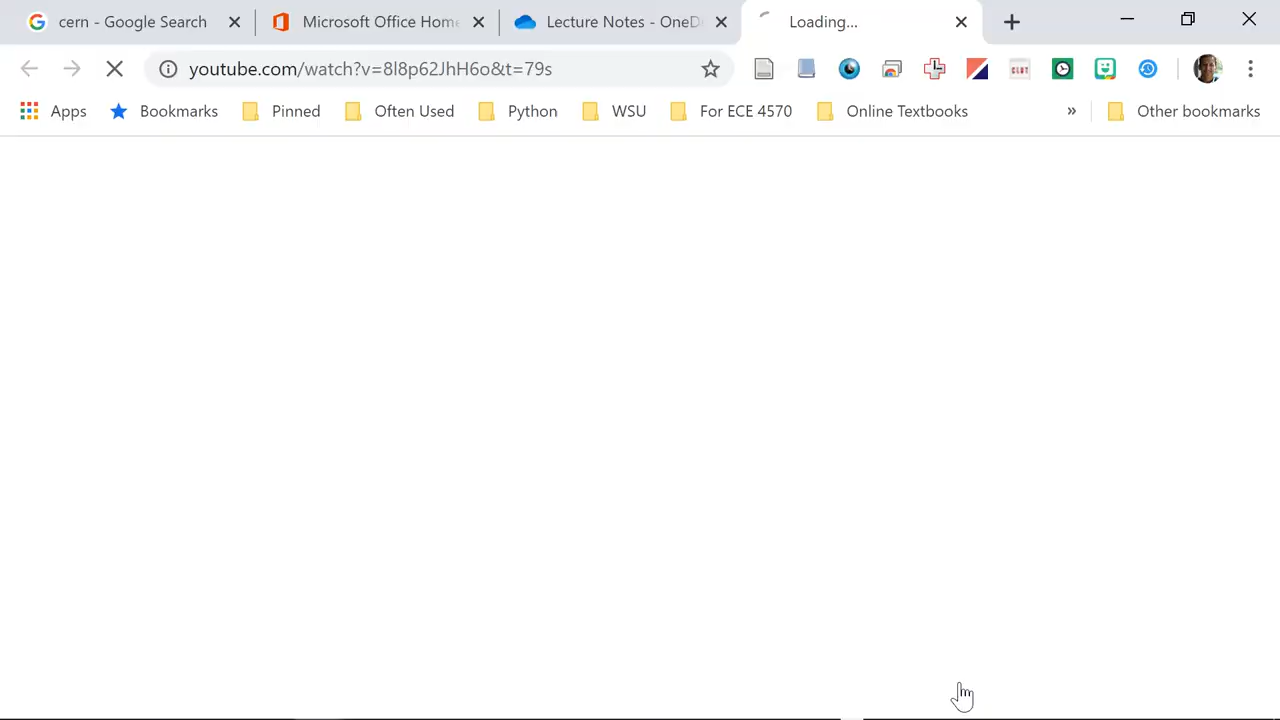 cern - Google Search
Microsoft Office Home
Lecture Notes - OneD
Loading...
youtube.com/watch?v=8l8p62JhH6o&t=79s
Apps
Bookmarks
Pinned
Often Used
Python
WSU
For ECE 4570
Online Textbooks
»
Other bookmarks